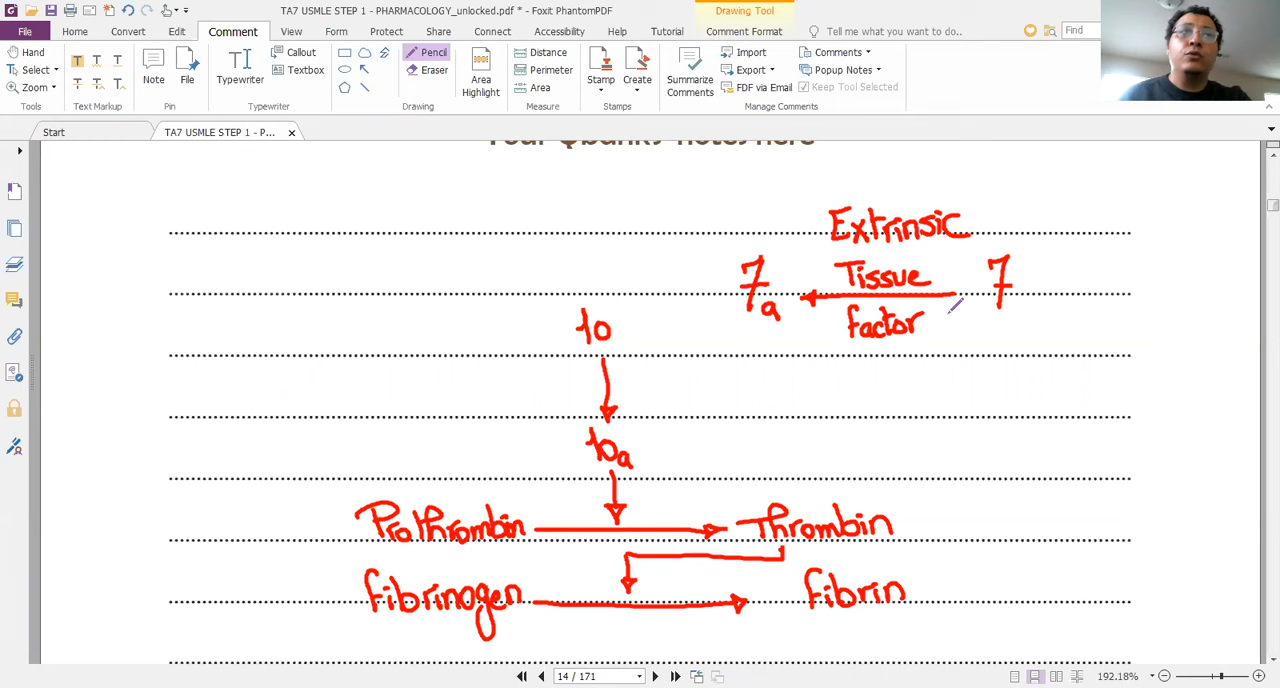 TA7 USMLE STEP 1 - PHARMACOLOGY_unlocked.pdf * - Foxit PhantomPDF
Drawing Tool
File Home Convert Edit Comment View Form Protect Share Connect Accessibility Help Tutorial Comment Format Tell me what you want to do.. Find
Hand
Select
Zoom
Tools
T T T
T T T
Text Markup
Note
File
Pin
Typewriter
Callout
Textbox
Typewriter
Pencil
Eraser
Drawing
Area Highlight
Distance
Perimeter
Area
Measure
Stamp
Create
Stamps
Summarize Comments
Import
Export
FDF via Email
Comments
Popup Notes
Keep Tool Selected
Manage Comments
Start TA7 USMLE STEP 1 - P...
Your Qbanks notes here
Extrinsic
7a Tissue factor 7
10
10a
Prothrombin Thrombin
fibrinogen fibrin
14 / 171 192.18%